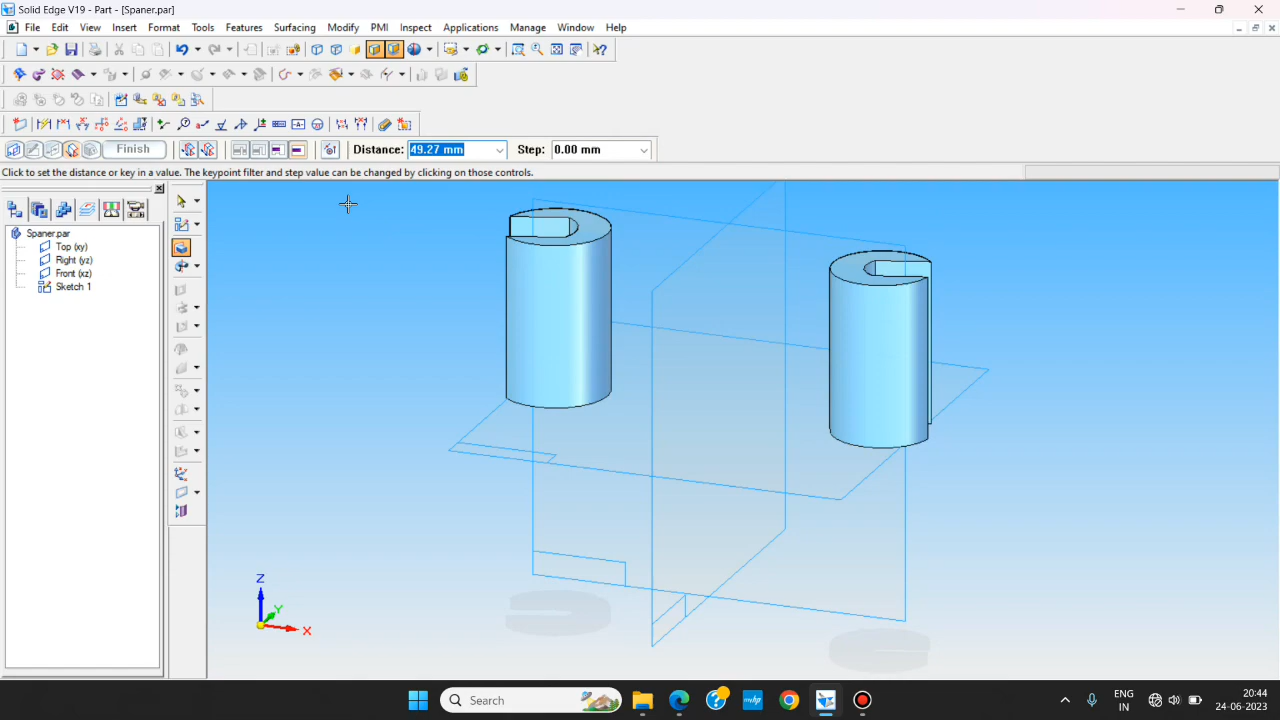 Solid Edge V19 - Part - [Spaner.par]
File Edit View Insert Format Tools Features Surfacing Modify PMI Inspect Applications Manage Window Help
Finish Distance: 49.27 mm Step: 0.00 mm
Click to set the distance or key in a value. The keypoint filter and step value can be changed by clicking on those controls.
Spaner.par
Top (xy)
Right (yz)
Front (xz)
Sketch 1
Z
Y
X
Search
ENG
IN
20:44
24-06-2023